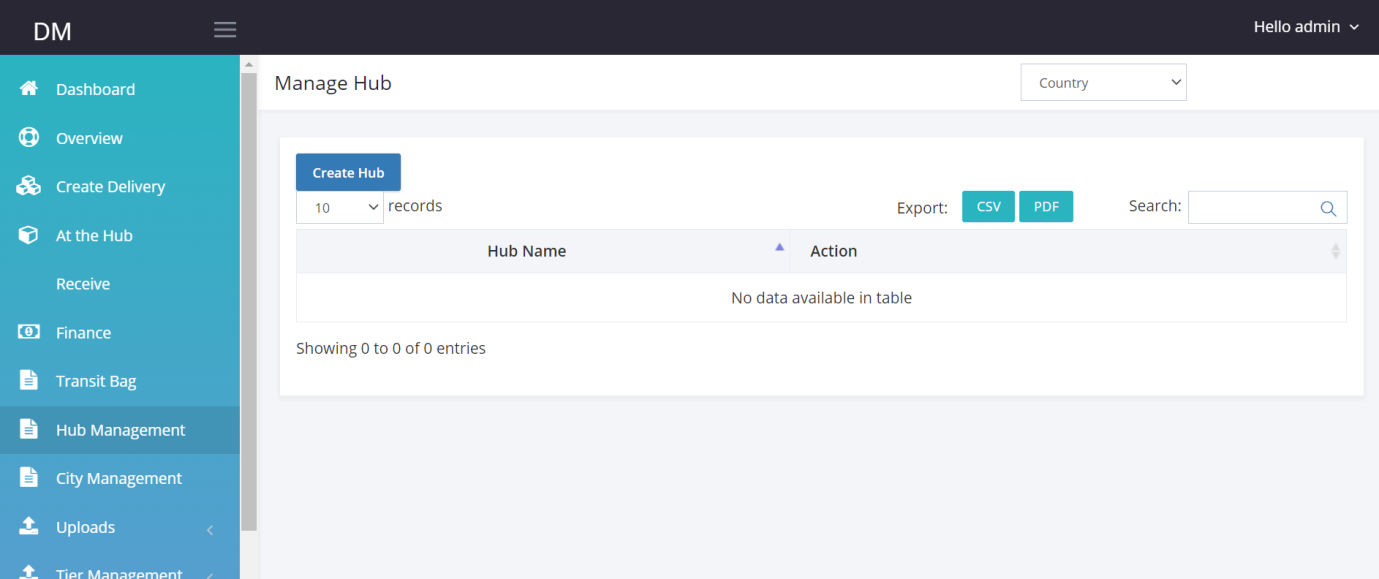 DM
Hello admin
Dashboard
Overview
Create Delivery
At the Hub
Receive
Finance
Transit Bag
Hub Management
City Management
Uploads
Tier Management
Manage Hub
Country
Create Hub
10 records
Export: CSV PDF Search:
Hub Name Action
No data available in table
Showing 0 to 0 of 0 entries